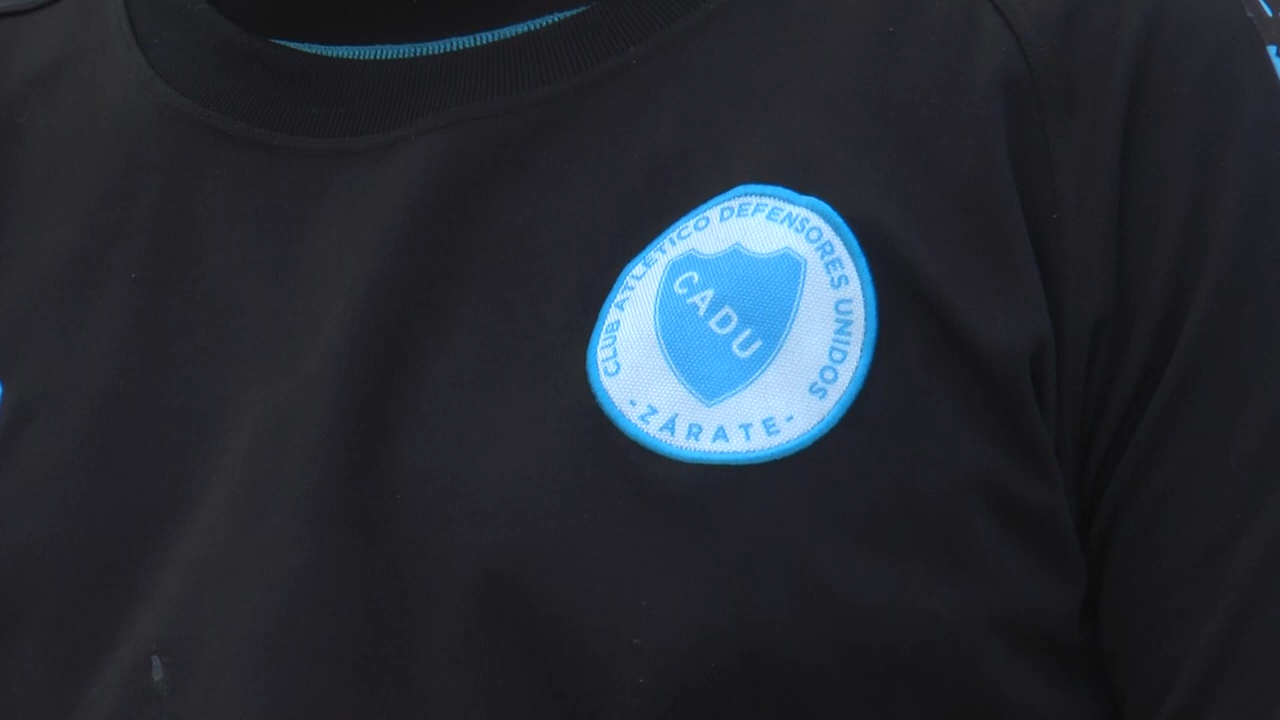 CLUB ATLÉTICO DEFENSORES UNIDOS
CADU
- ZÁRATE -